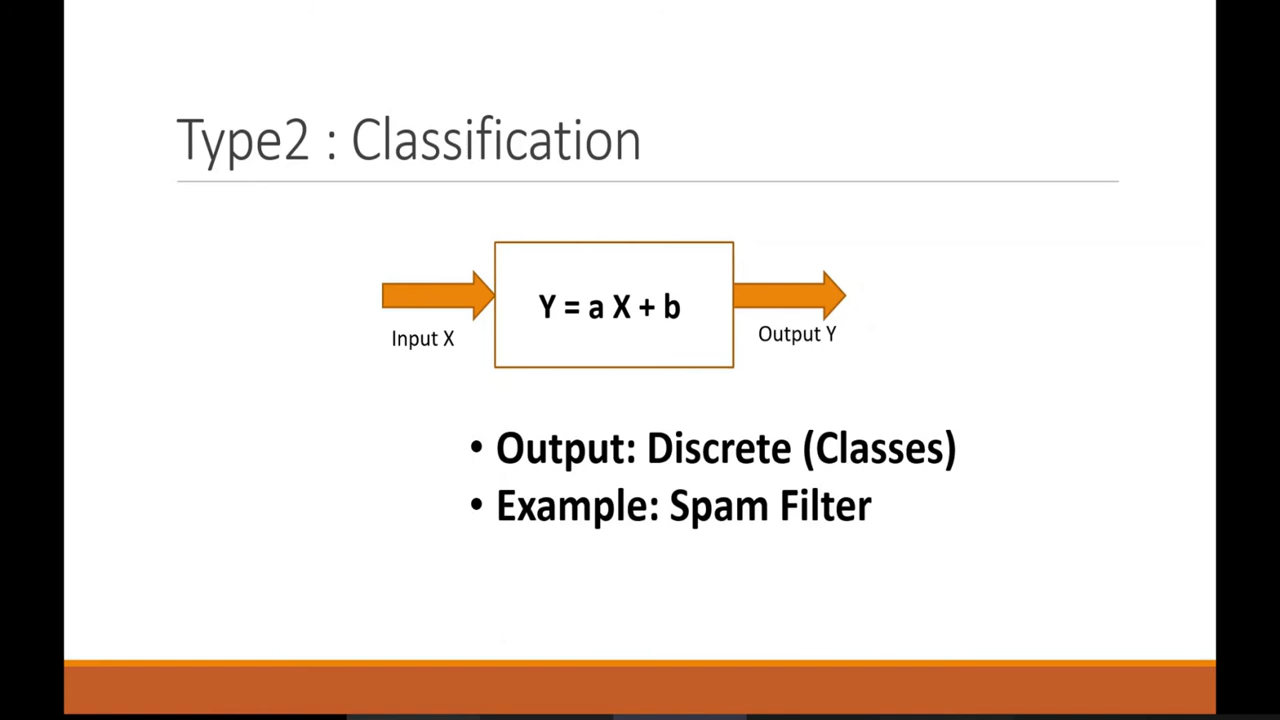 Type2 : Classification
Y = a X + b
Input X
Output Y
• Output: Discrete (Classes)
• Example: Spam Filter